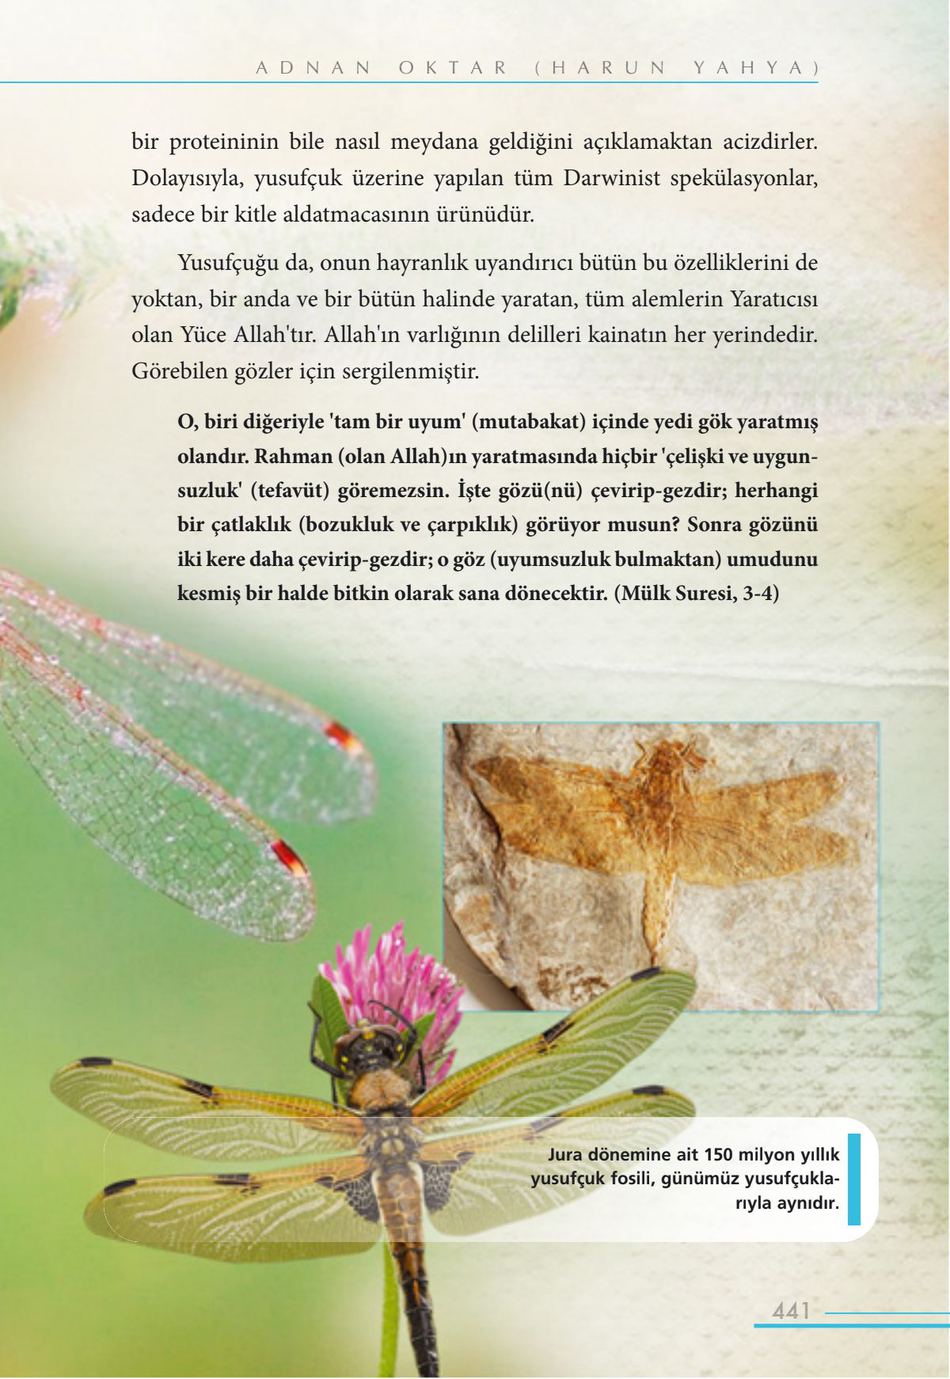 ADNAN OKTAR (HARUN YAHYA)
bir proteininin bile nasıl meydana geldiğini açıklamaktan acizdirler.
Dolayısıyla, yusufçuk üzerine yapılan tüm Darwinist spekülasyonlar,
sadece bir kitle aldatmacasının ürünüdür.
Yusufçuğu da, onun hayranlık uyandırıcı bütün bu özelliklerini de
yoktan, bir anda ve bir bütün halinde yaratan, tüm alemlerin Yaratıcısı
olan Yüce Allah'tır. Allah'ın varlığının delilleri kainatın her yerindedir.
Görebilen gözler için sergilenmiştir.
O, biri diğeriyle 'tam bir uyum' (mutabakat) içinde yedi gök yaratmış
olandır. Rahman (olan Allah)ın yaratmasında hiçbir 'çelişki ve uygun-
suzluk' (tefavüt) göremezsin. İşte gözü(nü) çevirip-gezdir; herhangi
bir çatlaklık (bozukluk ve çarpıklık) görüyor musun? Sonra gözünü
iki kere daha çevirip-gezdir; o göz (uyumsuzluk bulmaktan) umudunu
kesmiş bir halde bitkin olarak sana dönecektir. (Mülk Suresi, 3-4)
Jura dönemine ait 150 milyon yıllık
yusufçuk fosili, günümüz yusufçukla-
rıyla aynıdır.
441